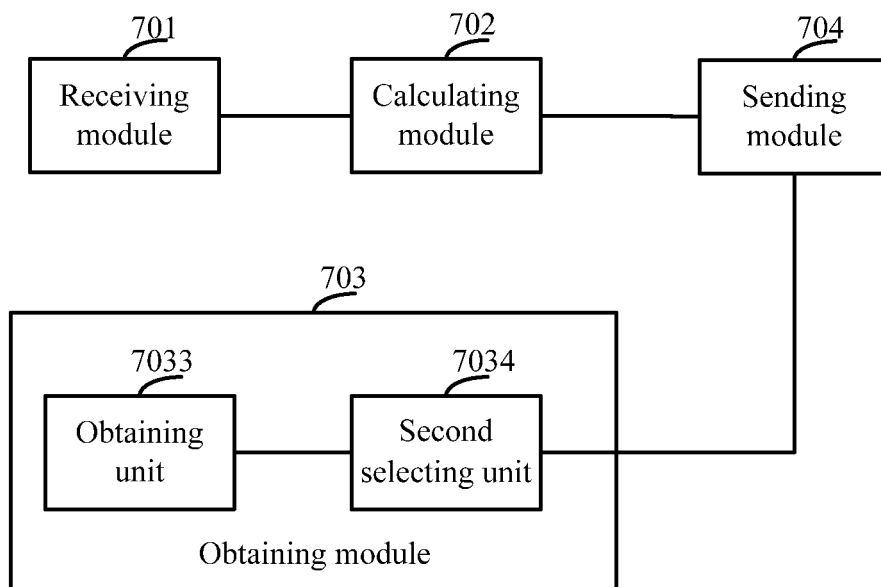 701
702
704
Receiving
module
Calculating
module
Sending
module
703
7033
7034
Obtaining
unit
Second
selecting unit
Obtaining module